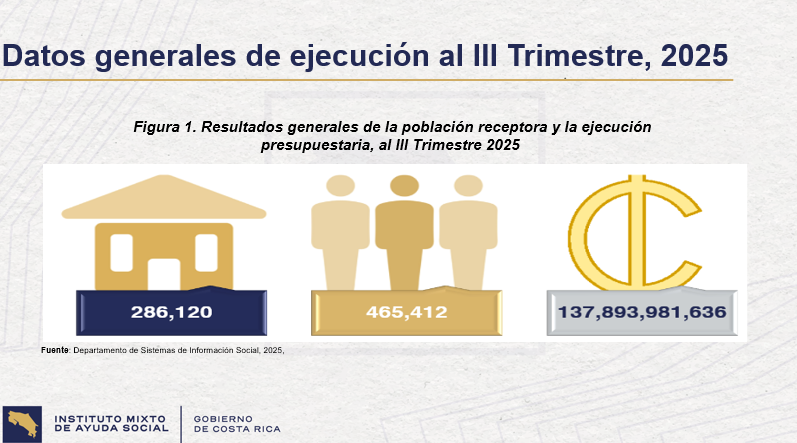 Datos generales de ejecución al III Trimestre, 2025
Figura 1. Resultados generales de la población receptora y la ejecución
presupuestaria, al III Trimestre 2025
286,120
465,412
137,893,981,636
Fuente: Departamento de Sistemas de Información Social, 2025,
INSTITUTO MIXTO
DE AYUDA SOCIAL
GOBIERNO
DE COSTA RICA